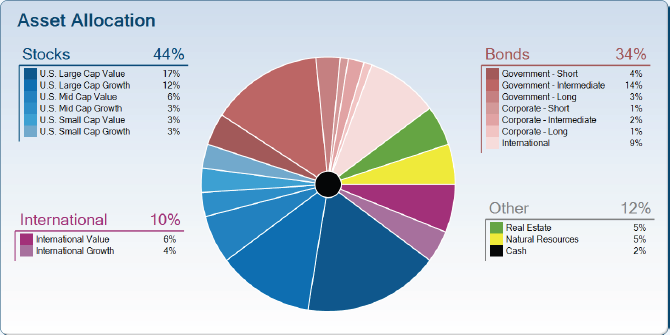 Asset Allocation
Stocks 44%
U.S. Large Cap Value 17%
U.S. Large Cap Growth 12%
U.S. Mid Cap Value 6%
U.S. Mid Cap Growth 3%
U.S. Small Cap Value 3%
U.S. Small Cap Growth 3%
Bonds 34%
Government - Short 4%
Government - Intermediate 14%
Government - Long 3%
Corporate - Short 1%
Corporate - Intermediate 2%
Corporate - Long 1%
International 9%
International 10%
International Value 6%
International Growth 4%
Other 12%
Real Estate 5%
Natural Resources 5%
Cash 2%